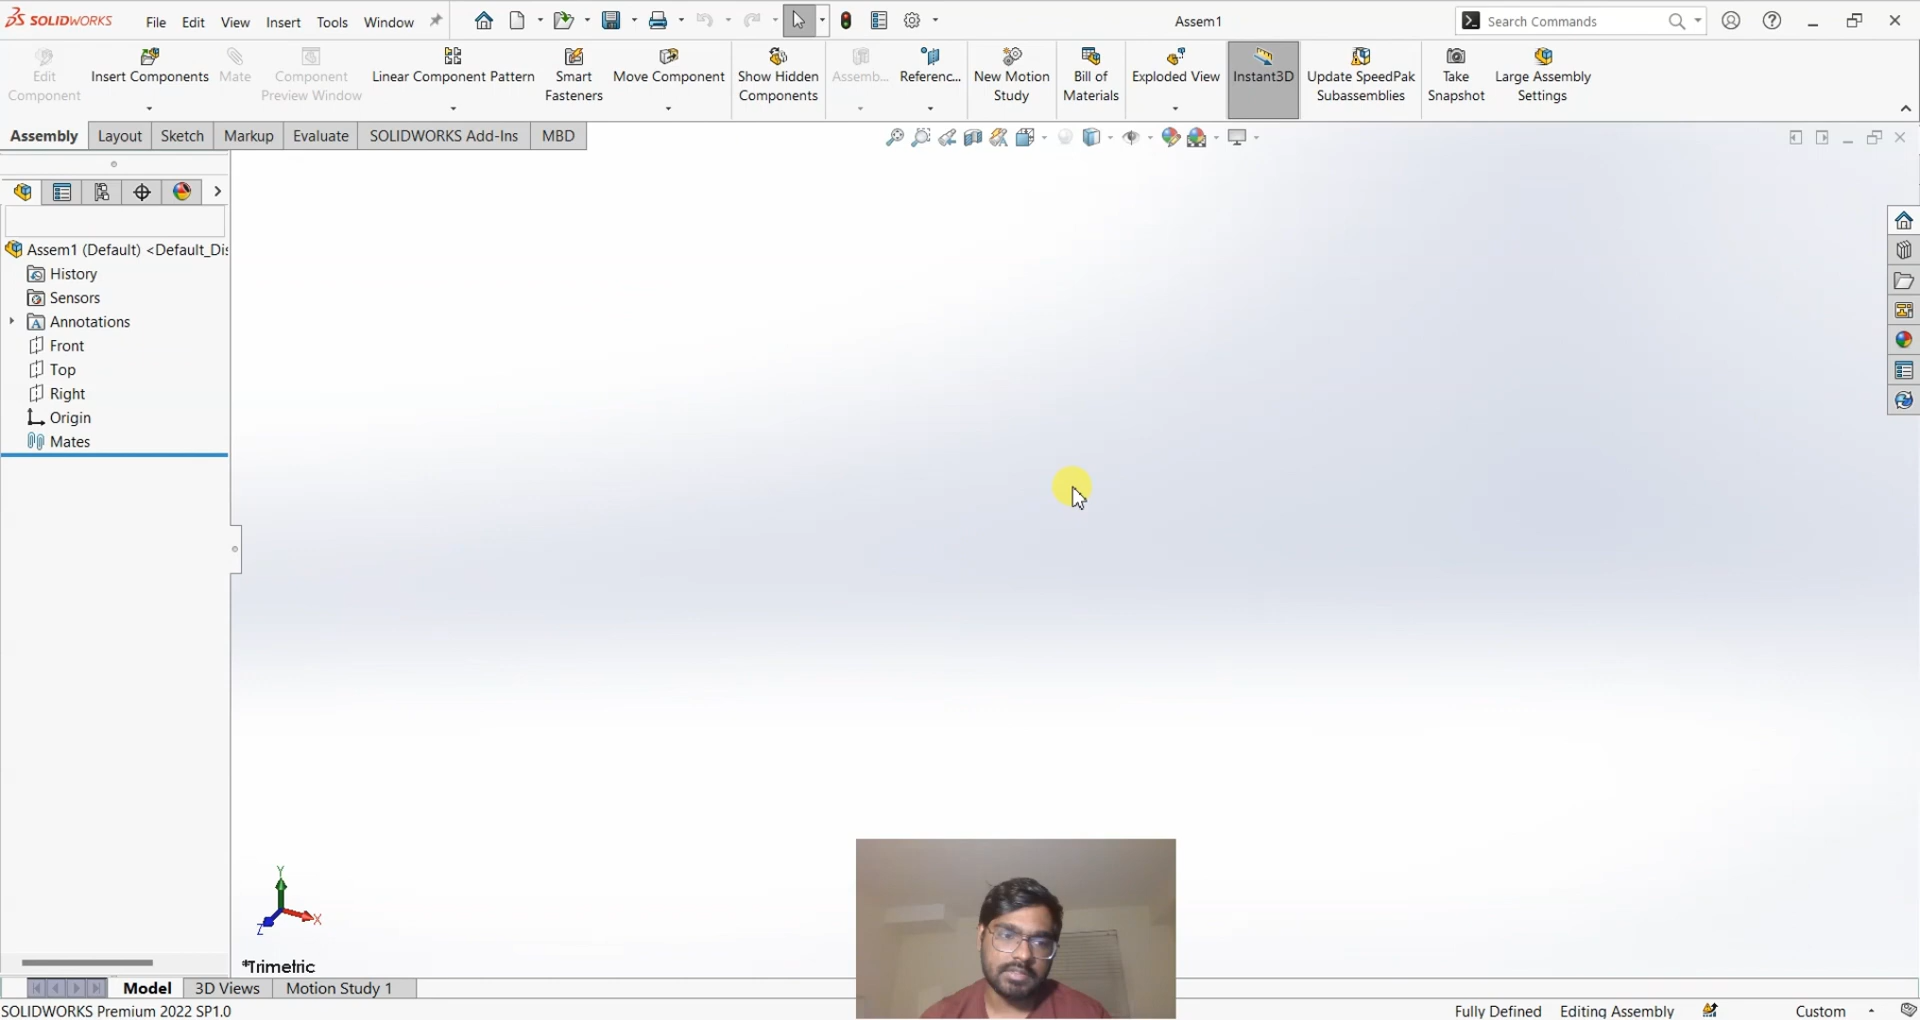 SOLIDWORKS File Edit View Insert Tools Window Assem1 Search Commands
Edit Component
Insert Components
Mate
Component Preview Window
Linear Component Pattern
Smart Fasteners
Move Component
Show Hidden Components
Assemb...
Referenc...
New Motion Study
Bill of Materials
Exploded View
Instant3D
Update SpeedPak Subassemblies
Take Snapshot
Large Assembly Settings
Assembly Layout Sketch Markup Evaluate SOLIDWORKS Add-Ins MBD
Assem1 (Default) <Default_Dis
History
Sensors
A Annotations
Front
Top
Right
Origin
Mates
Y
X
Z
*Trimetric
Model 3D Views Motion Study 1
SOLIDWORKS Premium 2022 SP1.0 Fully Defined Editing Assembly Custom